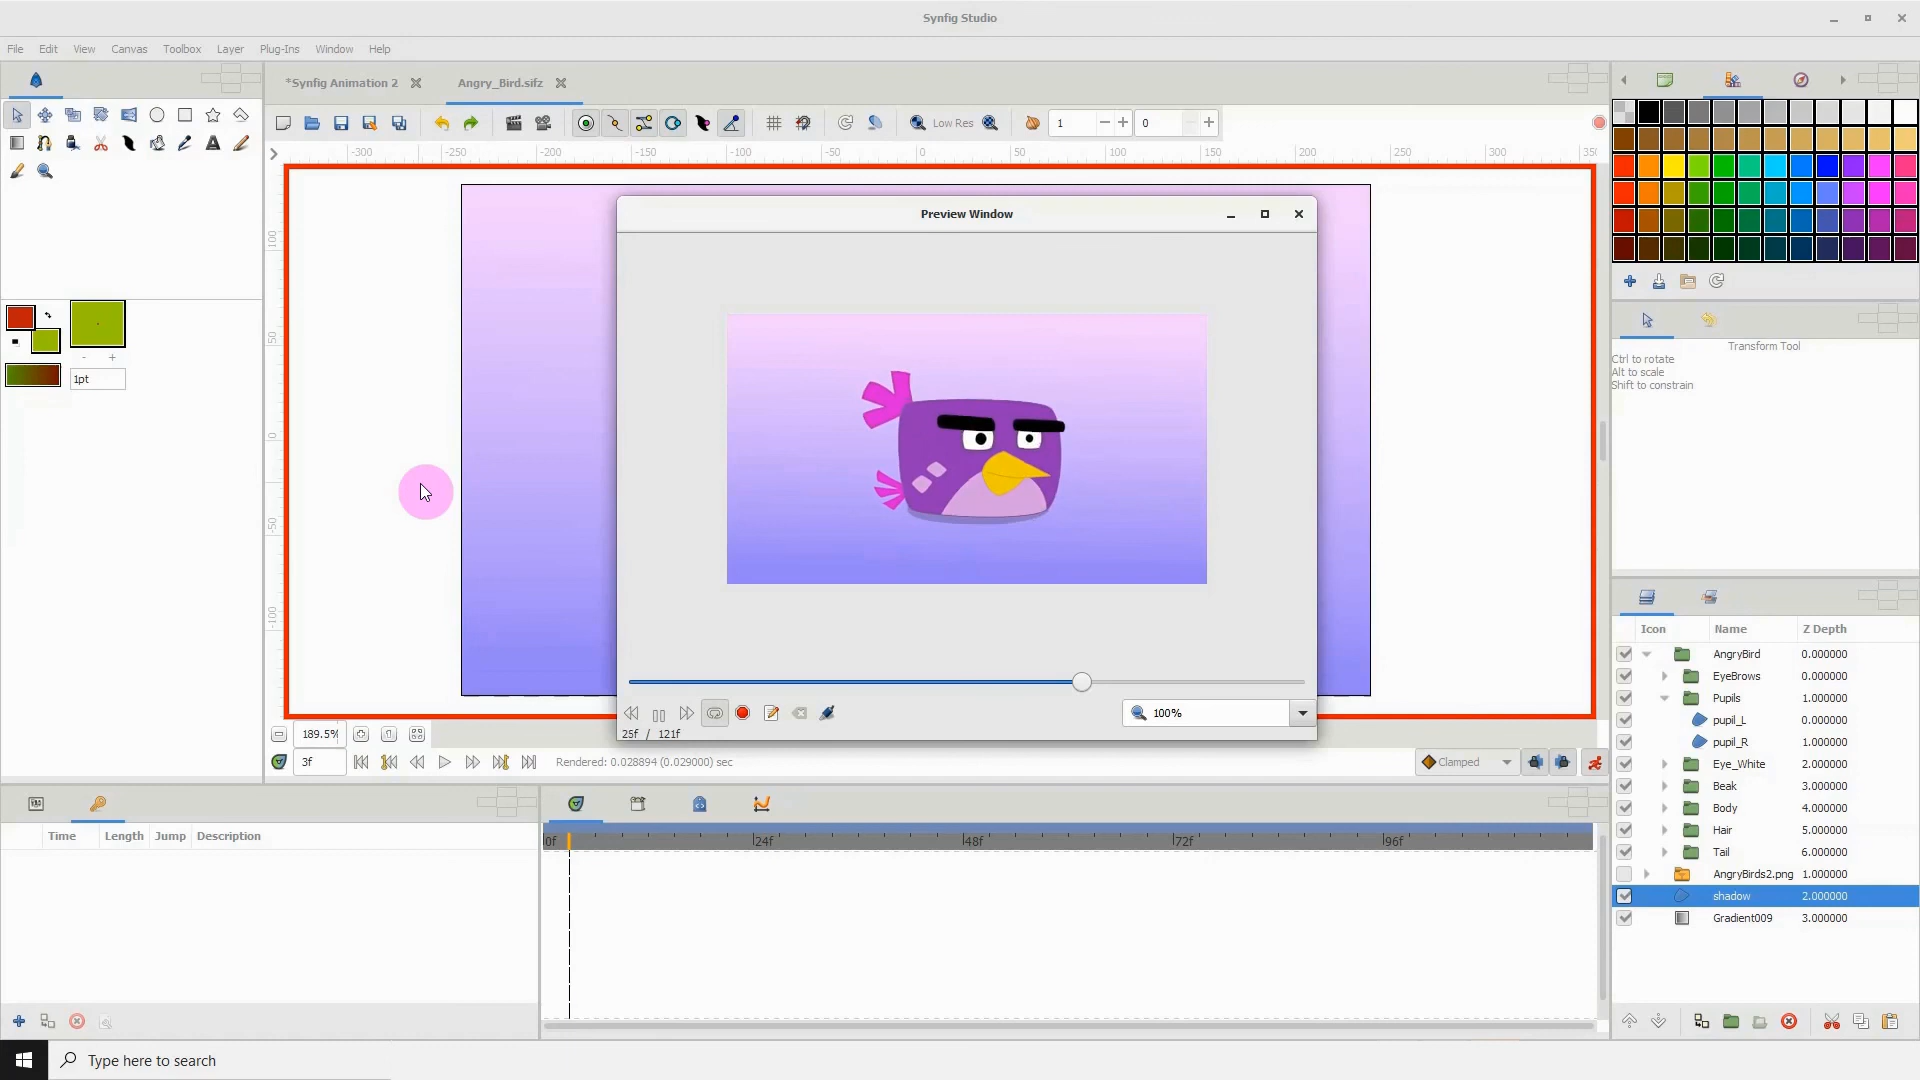 Synfig Studio
File Edit View Canvas Toolbox Layer Plug-Ins Window Help
*Synfig Animation 2 Angry_Bird.sifz
Low Res 1 0
-300 -250 -200 -150 -100 -50 0 50 100 150 200 250 300
100
50
0
-50
-100
1pt
Preview Window
100%
25f / 121f
Transform Tool
Ctrl to rotate
Alt to scale
Shift to constrain
Icon Name Z Depth
AngryBird 0.000000
EyeBrows 0.000000
Pupils 1.000000
pupil_L 0.000000
pupil_R 1.000000
Eye_White 2.000000
Beak 3.000000
Body 4.000000
Hair 5.000000
Tail 6.000000
AngryBirds2.png 1.000000
shadow 2.000000
Gradient009 3.000000
189.5%
3f Rendered: 0.028894 (0.029000) sec Clamped
Time Length Jump Description
0f 24f 48f 72f 96f
Type here to search